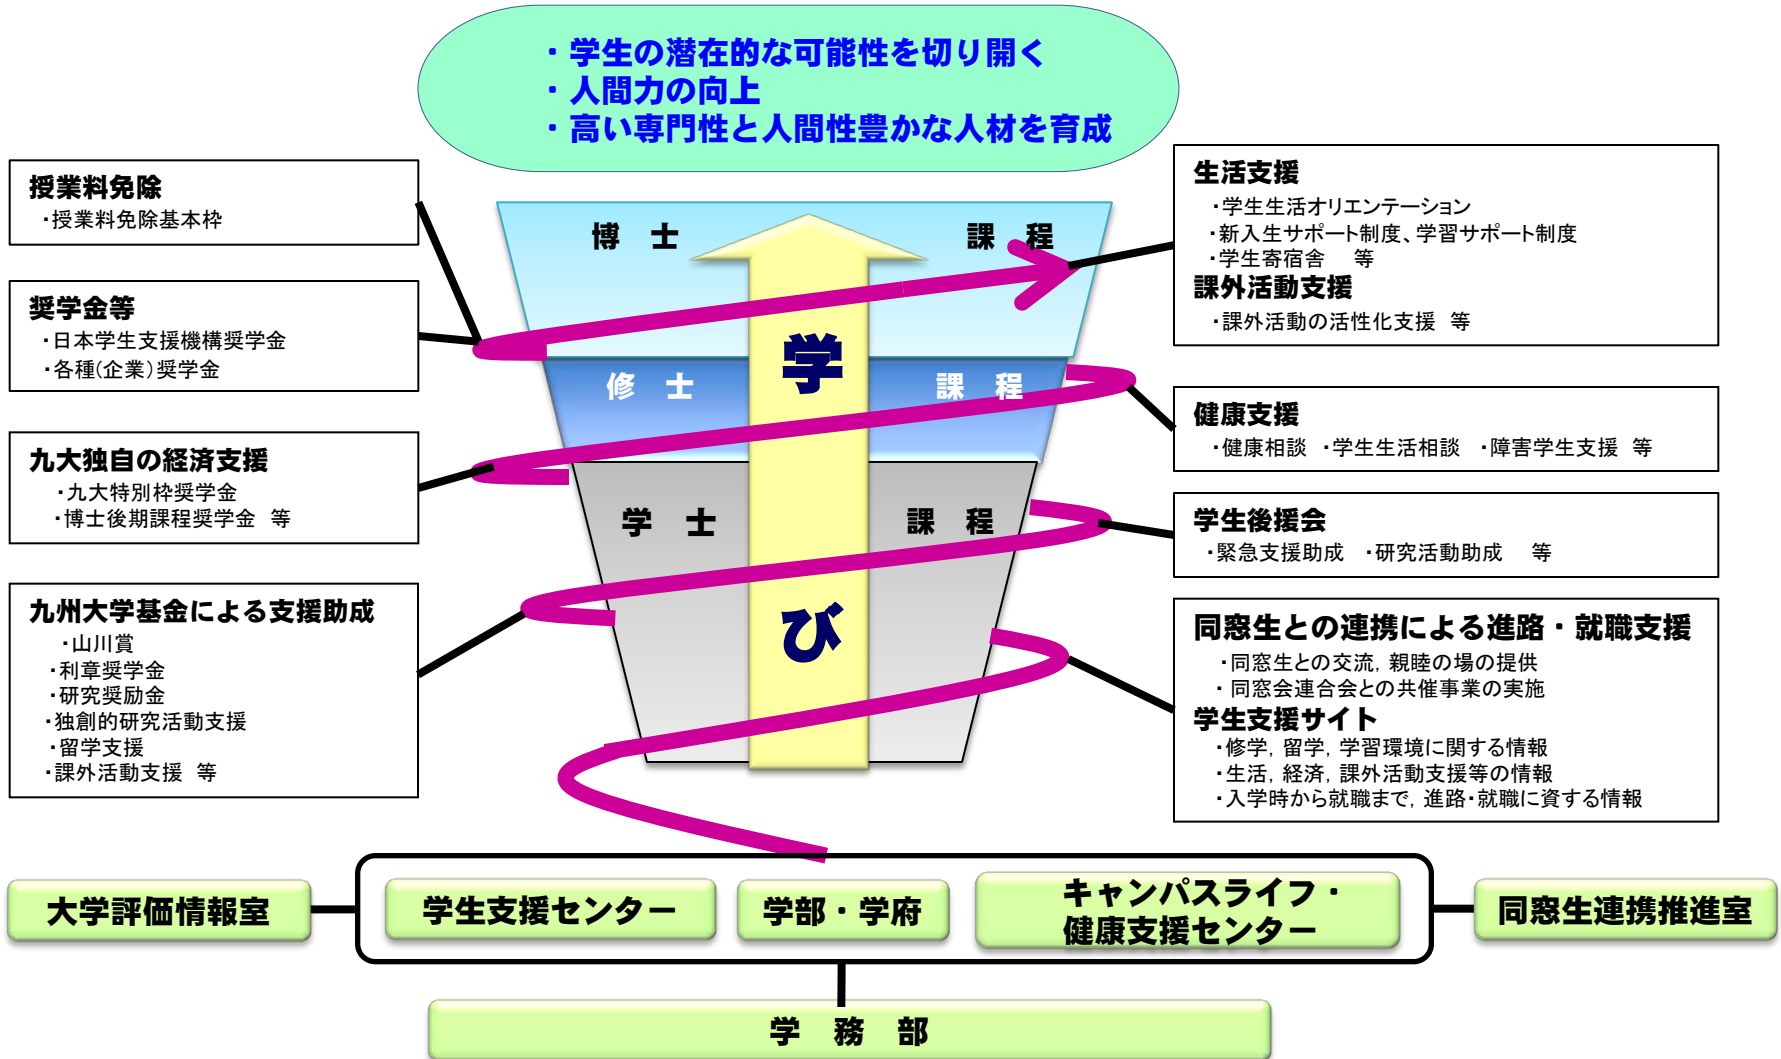 ・学生の潜在的な可能性を切り開く
・人間力の向上
・高い専門性と人間性豊かな人材を育成
授業料免除
・授業料免除基本枠
奨学金等
・日本学生支援機構奨学金
・各種(企業)奨学金
九大独自の経済支援
・九大特別枠奨学金
・博士後期課程奨学金 等
九州大学基金による支援助成
・山川賞
・利章奨学金
・研究奨励金
・独創的研究活動支援
・留学支援
・課外活動支援 等
博 士 課 程
修 士 課 程
学 士 課 程
学
び
生活支援
・学生生活オリエンテーション
・新入生サポート制度、学習サポート制度
・学生寄宿舎 等
課外活動支援
・課外活動の活性化支援 等
健康支援
・健康相談 ・学生生活相談 ・障害学生支援 等
学生後援会
・緊急支援助成 ・研究活動助成 等
同窓生との連携による進路・就職支援
・同窓生との交流, 親睦の場の提供
・同窓会連合会との共催事業の実施
学生支援サイト
・修学, 留学, 学習環境に関する情報
・生活, 経済, 課外活動支援等の情報
・入学時から就職まで, 進路・就職に資する情報
大学評価情報室
学生支援センター
学部・学府
キャンパスライフ・
健康支援センター
同窓生連携推進室
学 務 部